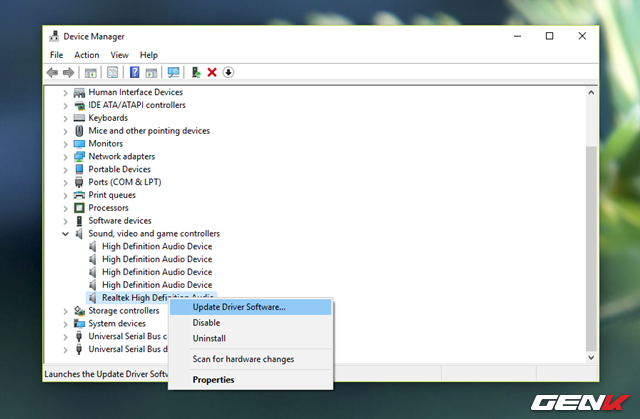 Device Manager
File Action View Help
Human Interface Devices
IDE ATA/ATAPI controllers
Keyboards
Mice and other pointing devices
Monitors
Network adapters
Portable Devices
Ports (COM & LPT)
Print queues
Processors
Software devices
Sound, video and game controllers
High Definition Audio Device
High Definition Audio Device
High Definition Audio Device
High Definition Audio Device
Realtek High Definition Audio
Update Driver Software...
Storage controllers
Disable
System devices
Universal Serial Bus c
Uninstall
Universal Serial Bus d
Scan for hardware changes
Launches the Update Driver Softw
Properties
GENK